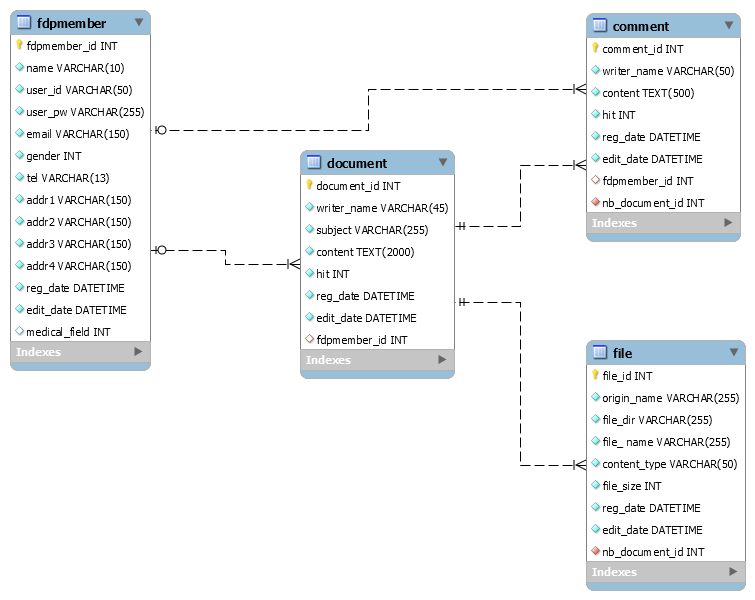 fdpmember
fdpmember_id INT
name VARCHAR(10)
user_id VARCHAR(50)
user_pw VARCHAR(255)
email VARCHAR(150)
gender INT
tel VARCHAR(13)
addr1 VARCHAR(150)
addr2 VARCHAR(150)
addr3 VARCHAR(150)
addr4 VARCHAR(150)
reg_date DATETIME
edit_date DATETIME
medical_field INT
Indexes
document
document_id INT
writer_name VARCHAR(45)
subject VARCHAR(255)
content TEXT(2000)
hit INT
reg_date DATETIME
edit_date DATETIME
fdpmember_id INT
Indexes
comment
comment_id INT
writer_name VARCHAR(50)
content TEXT(500)
hit INT
reg_date DATETIME
edit_date DATETIME
fdpmember_id INT
nb_document_id INT
Indexes
file
file_id INT
origin_name VARCHAR(255)
file_dir VARCHAR(255)
file_ name VARCHAR(255)
content_type VARCHAR(50)
file_size INT
reg_date DATETIME
edit_date DATETIME
nb_document_id INT
Indexes